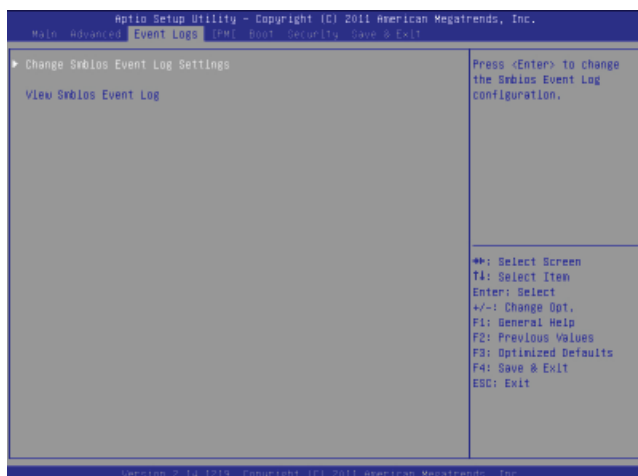 Aptio Setup Utility - Copyright (C) 2011 American Megatrends, Inc.
Main Advanced Event Logs IPMI Boot Security Save & Exit
▶ Change Smbios Event Log Settings
View Smbios Event Log
Press <Enter> to change
the Smbios Event Log
configuration.
→←: Select Screen
↑↓: Select Item
Enter: Select
+/-: Change Opt.
F1: General Help
F2: Previous Values
F3: Optimized Defaults
F4: Save & Exit
ESC: Exit
Version 2.14.1219. Copyright (C) 2011 American Megatrends, Inc.